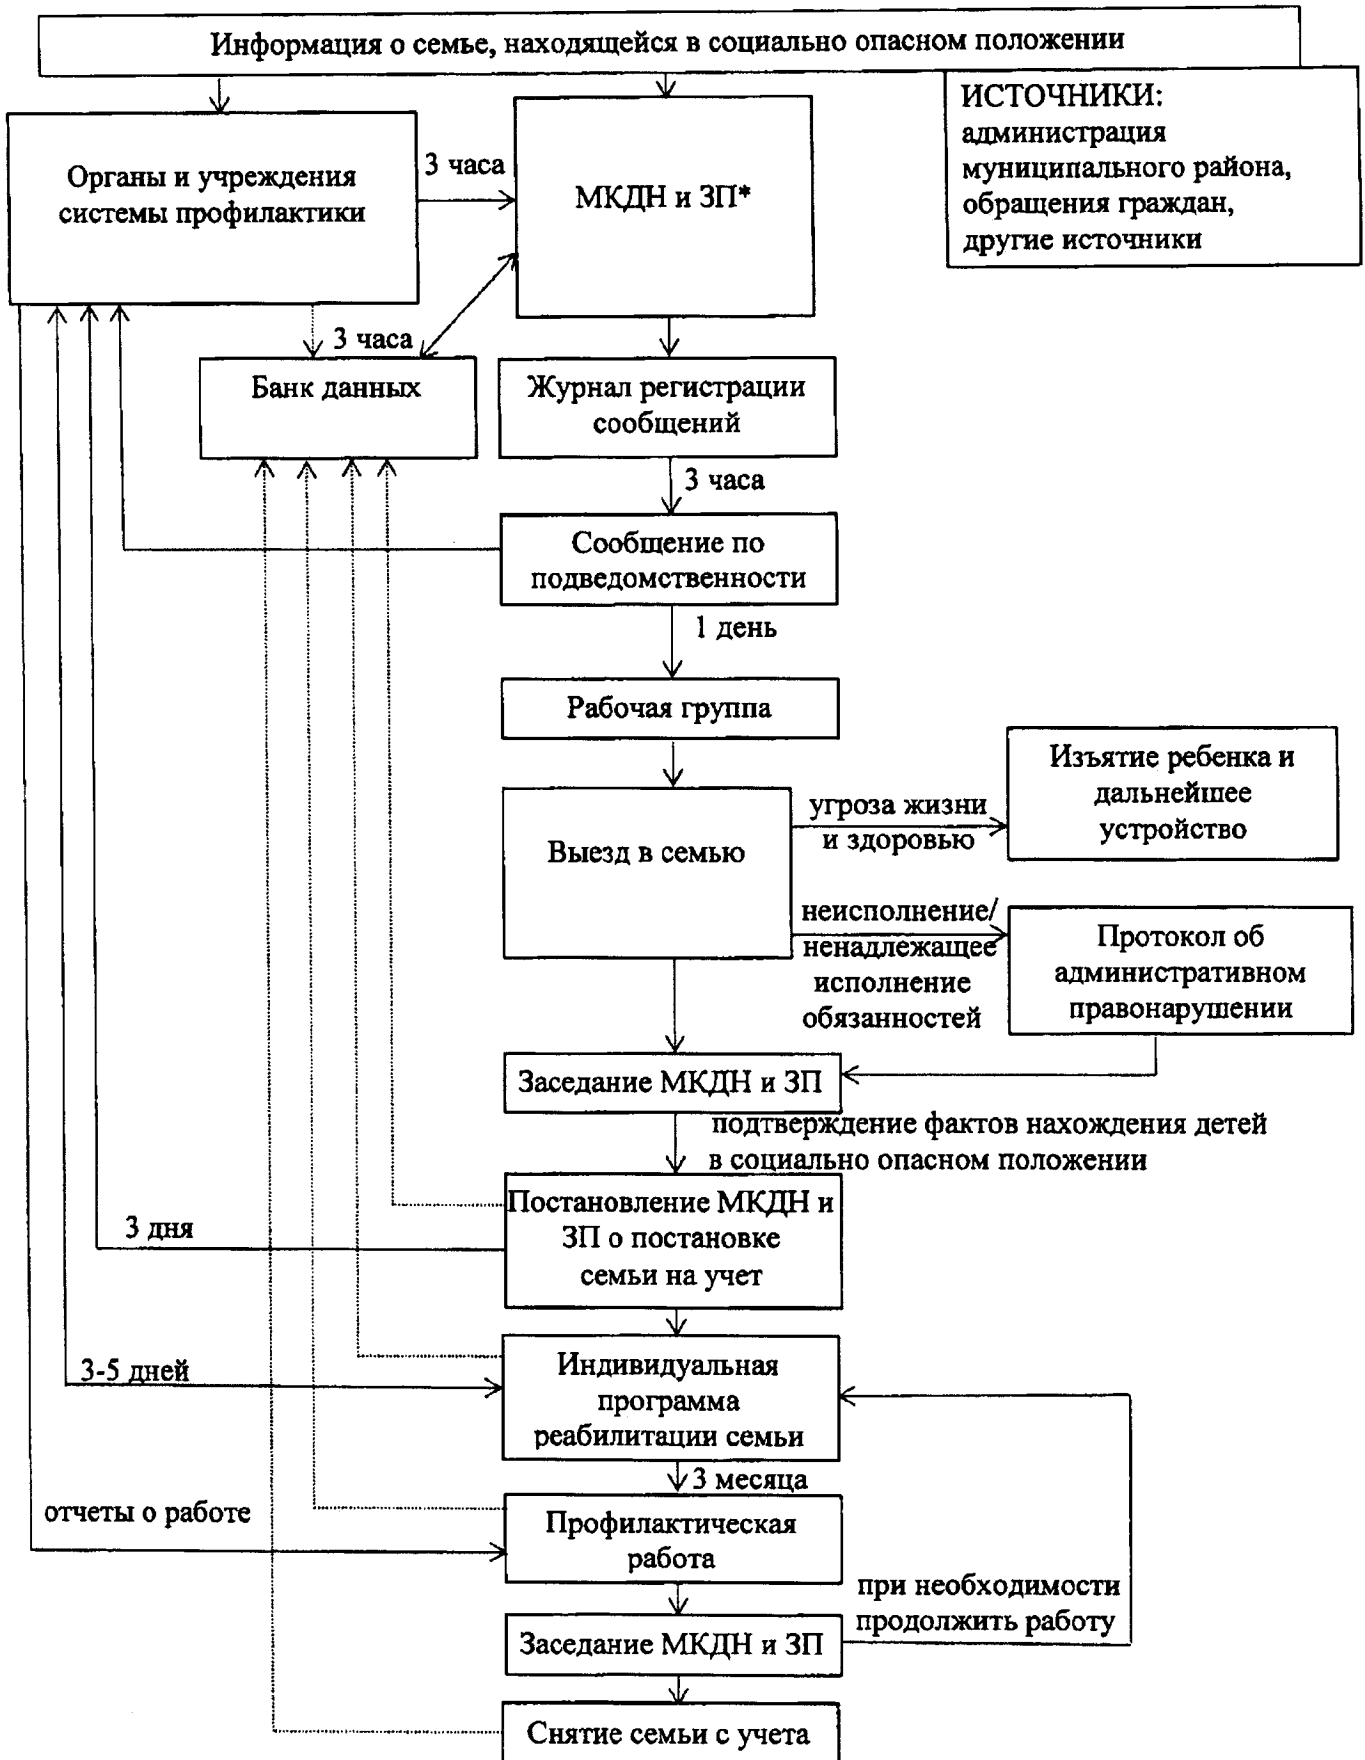 Информация о семье, находящейся в социально опасном положении
ИСТОЧНИКИ:
администрация
муниципального района,
обращения граждан,
другие источники
Органы и учреждения
системы профилактики
3 часа
МКДН и ЗП*
3 часа
Банк данных
Журнал регистрации
сообщений
3 часа
Сообщение по
подведомственности
1 день
Рабочая группа
Выезд в семью
угроза жизни
и здоровью
Изъятие ребенка и
дальнейшее
устройство
неисполнение/
ненадлежащее
исполнение
обязанностей
Протокол об
административном
правонарушении
Заседание МКДН и ЗП
подтверждение фактов нахождения детей
в социально опасном положении
Постановление МКДН и
ЗП о постановке
семьи на учет
3 дня
Индивидуальная
программа
реабилитации семьи
3-5 дней
3 месяца
отчеты о работе
Профилактическая
работа
при необходимости
продолжить работу
Заседание МКДН и ЗП
Снятие семьи с учета